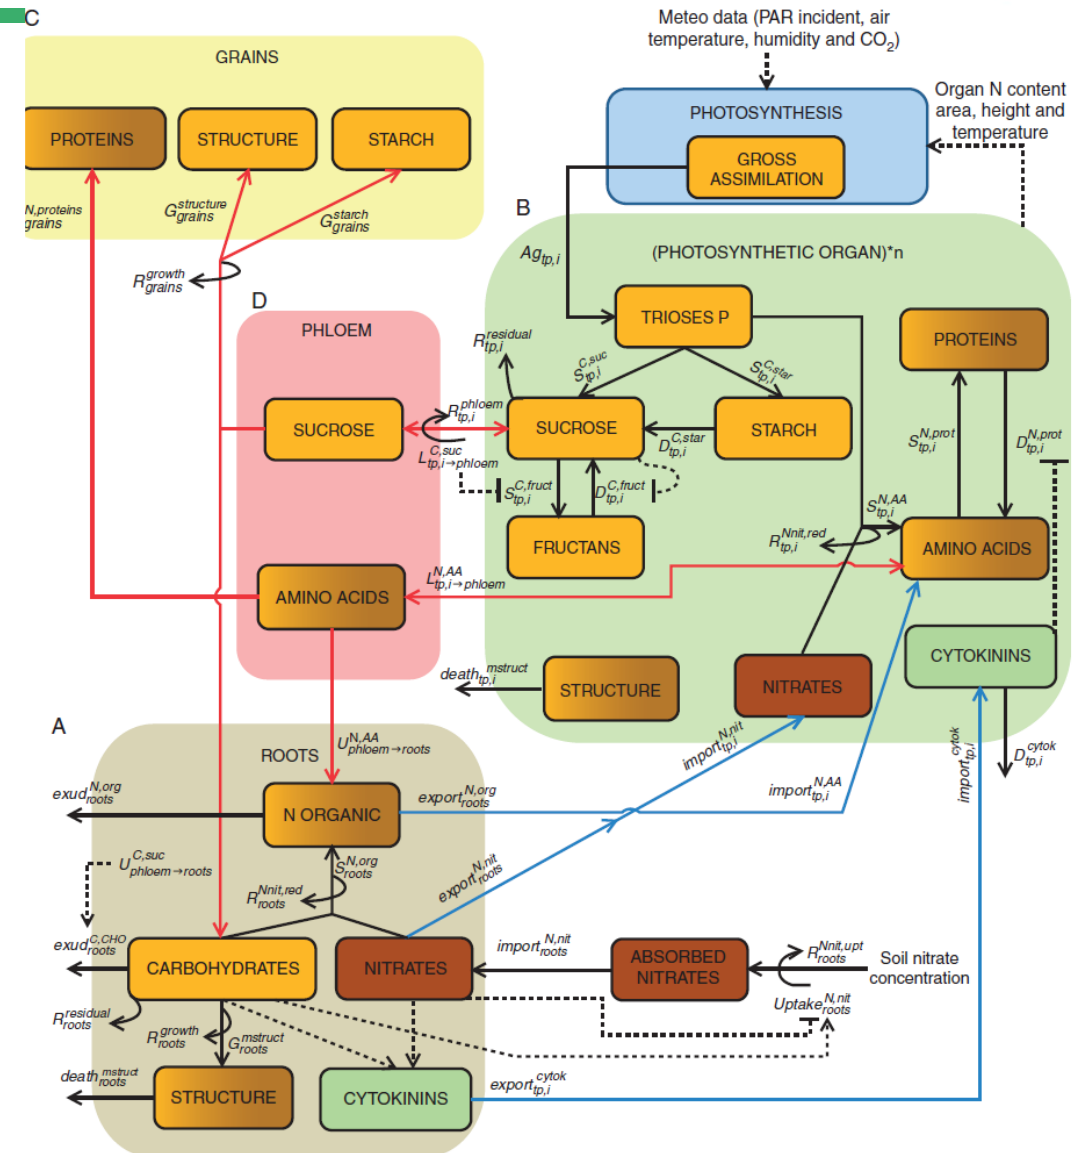 C
Meteo data (PAR incident, air
temperature, humidity and CO2)
GRAINS
PROTEINS
STRUCTURE
STARCH
N,proteins
grains
G structure grains
G starch grains
R growth grains
PHOTOSYNTHESIS
GROSS
ASSIMILATION
Organ N content
area, height and
temperature
B
(PHOTOSYNTHETIC ORGAN)*n
Ag tp,i
TRIOSES P
PROTEINS
R residual tp,i
S C,suc tp,i
S C,star tp,i
SUCROSE
STARCH
D C,star tp,i
S N,prot tp,i
D N,prot tp,i
S C,fruct tp,i
D C,fruct tp,i
FRUCTANS
S N,AA tp,i
R Nnit,red tp,i
AMINO ACIDS
CYTOKININS
NITRATES
STRUCTURE
death mstruct tp,i
D cytok tp,i
D
PHLOEM
SUCROSE
R phloem tp,i
L C,suc tp,i→phloem
AMINO ACIDS
L N,AA tp,i→phloem
A
ROOTS
U N,AA phloem→roots
exud N,org roots
N ORGANIC
export N,org roots
import N,nit tp,i
import N,AA tp,i
import cytok tp,i
U C,suc phloem→roots
S N,org roots
R Nnit,red roots
export N,nit roots
exud C,CHO roots
CARBOHYDRATES
NITRATES
import N,nit roots
ABSORBED
NITRATES
R Nnit,upt roots
Soil nitrate
concentration
Uptake N,nit roots
R residual roots
R growth roots
G mstruct roots
death mstruct roots
STRUCTURE
CYTOKININS
export cytok tp,i